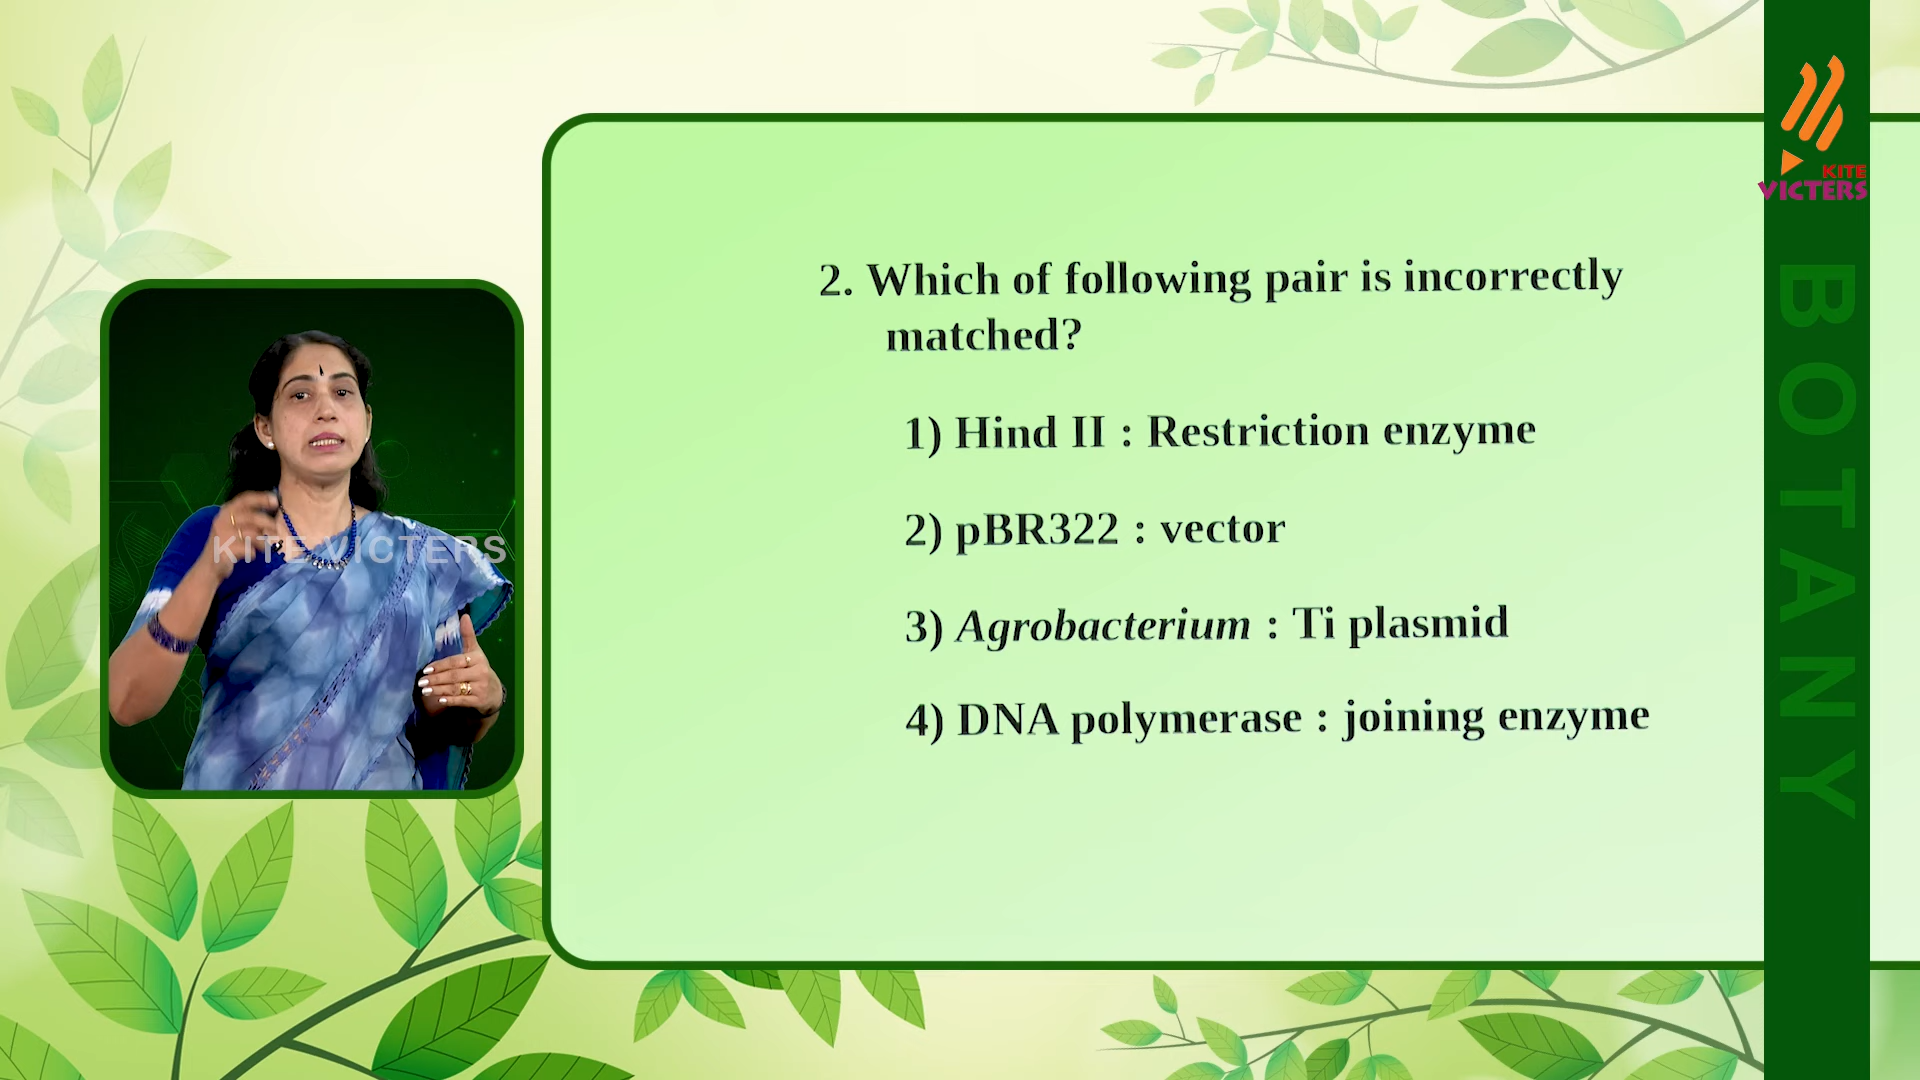 2. Which of following pair is incorrectly
matched?
1) Hind II : Restriction enzyme
2) pBR322 : vector
3) Agrobacterium : Ti plasmid
4) DNA polymerase : joining enzyme
KITE VICTERS
KITE
VICTERS
BOTANY